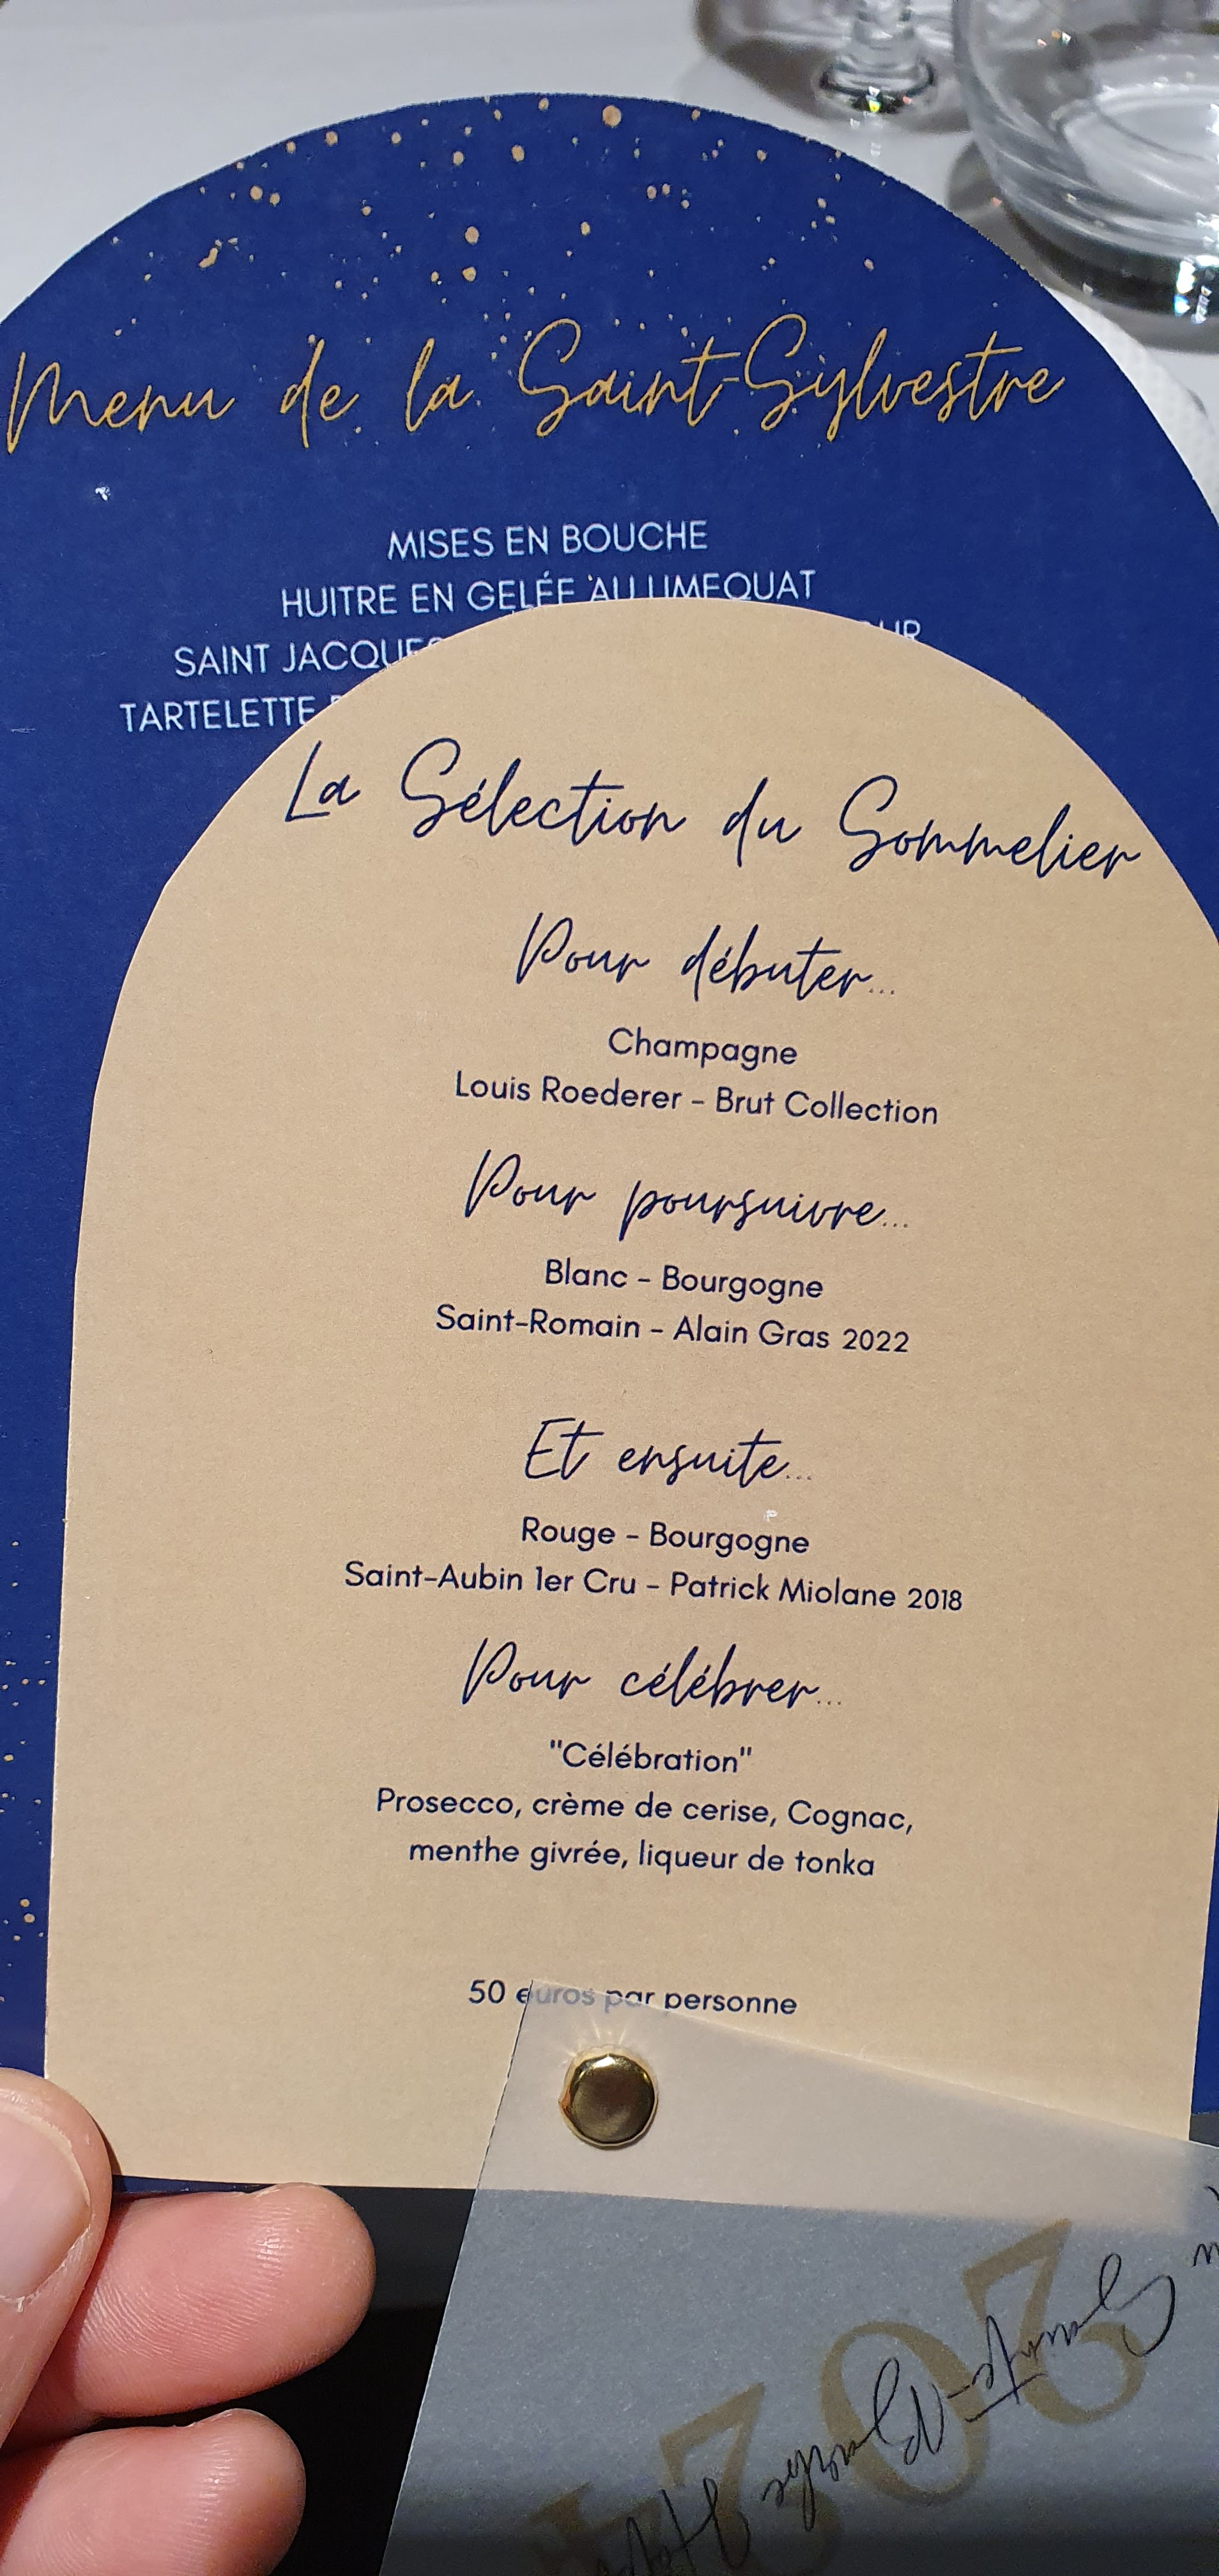 Menu de la Saint-Sylvestre
MISES EN BOUCHE
HUITRE EN GELÉE AU LIMEQUAT
SAINT JACQUES
TARTELETTE
La Sélection du Sommelier
Pour débuter...
Champagne
Louis Roederer - Brut Collection
Pour poursuivre...
Blanc - Bourgogne
Saint-Romain - Alain Gras 2022
Et ensuite...
Rouge - Bourgogne
Saint-Aubin 1er Cru - Patrick Miolane 2018
Pour célébrer...
"Célébration"
Prosecco, crème de cerise, Cognac,
menthe givrée, liqueur de tonka
50 euros par personne